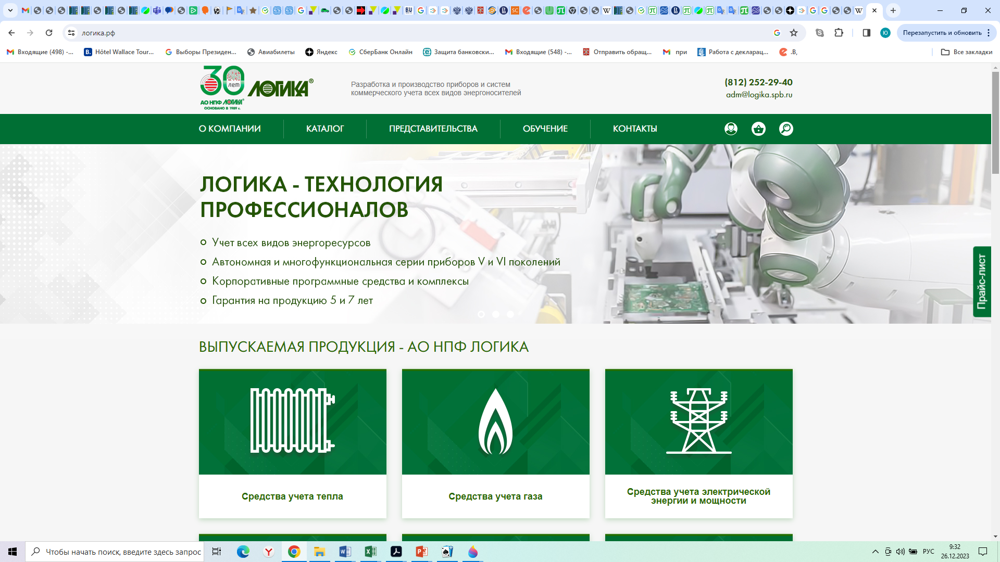 логика.рф
Перезапустить и обновить
Входящие (498) -...
Hôtel Wallace Tour...
Выборы Президен...
Авиабилеты
Яндекс
СберБанк Онлайн
Защита банковски...
Входящие (548) -...
Отправить обращ...
при
Работа с декларац...
.В,
Все закладки
30 лет
АО НПФ ЛОГИКА®
ОСНОВАНО В 1989 г.
ЛОГИКА®
Разработка и производство приборов и систем
коммерческого учета всех видов энергоносителей
(812) 252-29-40
adm@logika.spb.ru
О КОМПАНИИ
КАТАЛОГ
ПРЕДСТАВИТЕЛЬСТВА
ОБУЧЕНИЕ
КОНТАКТЫ
ЛОГИКА - ТЕХНОЛОГИЯ
ПРОФЕССИОНАЛОВ
Учет всех видов энергоресурсов
Автономная и многофункциональная серии приборов V и VI поколений
Корпоративные программные средства и комплексы
Гарантия на продукцию 5 и 7 лет
Прайс-лист
ВЫПУСКАЕМАЯ ПРОДУКЦИЯ - АО НПФ ЛОГИКА
Средства учета тепла
Средства учета газа
Средства учета электрической
энергии и мощности
Чтобы начать поиск, введите здесь запрос
РУС
9:32
26.12.2023